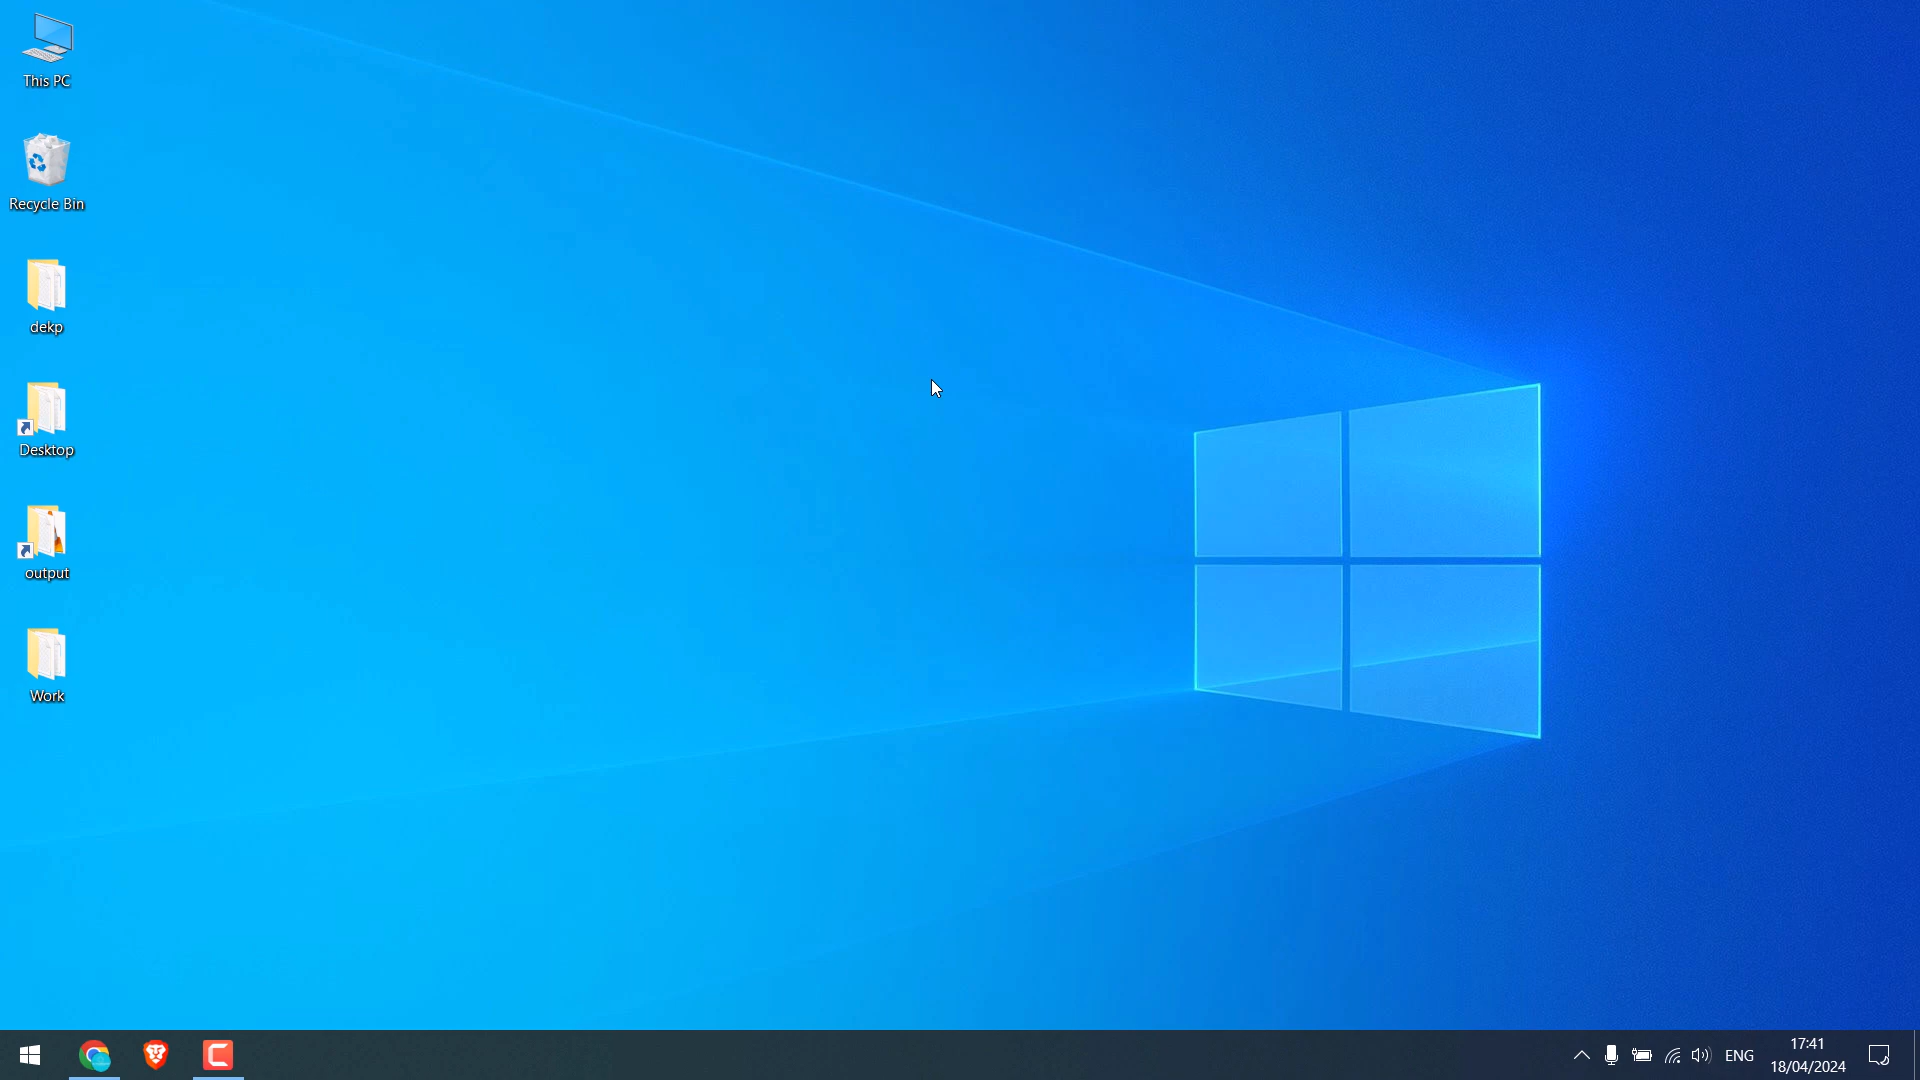 This PC
Recycle Bin
dekp
Desktop
output
Work
ENG
17:41
18/04/2024